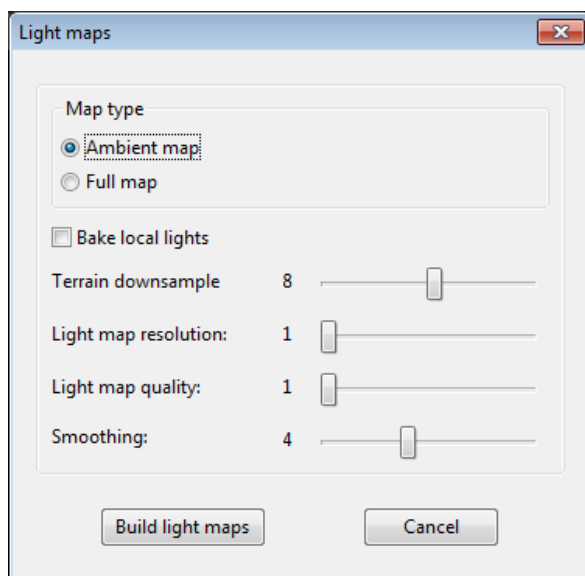 Light maps
Map type
Ambient map
Full map
Bake local lights
Terrain downsample 8
Light map resolution: 1
Light map quality: 1
Smoothing: 4
Build light maps Cancel